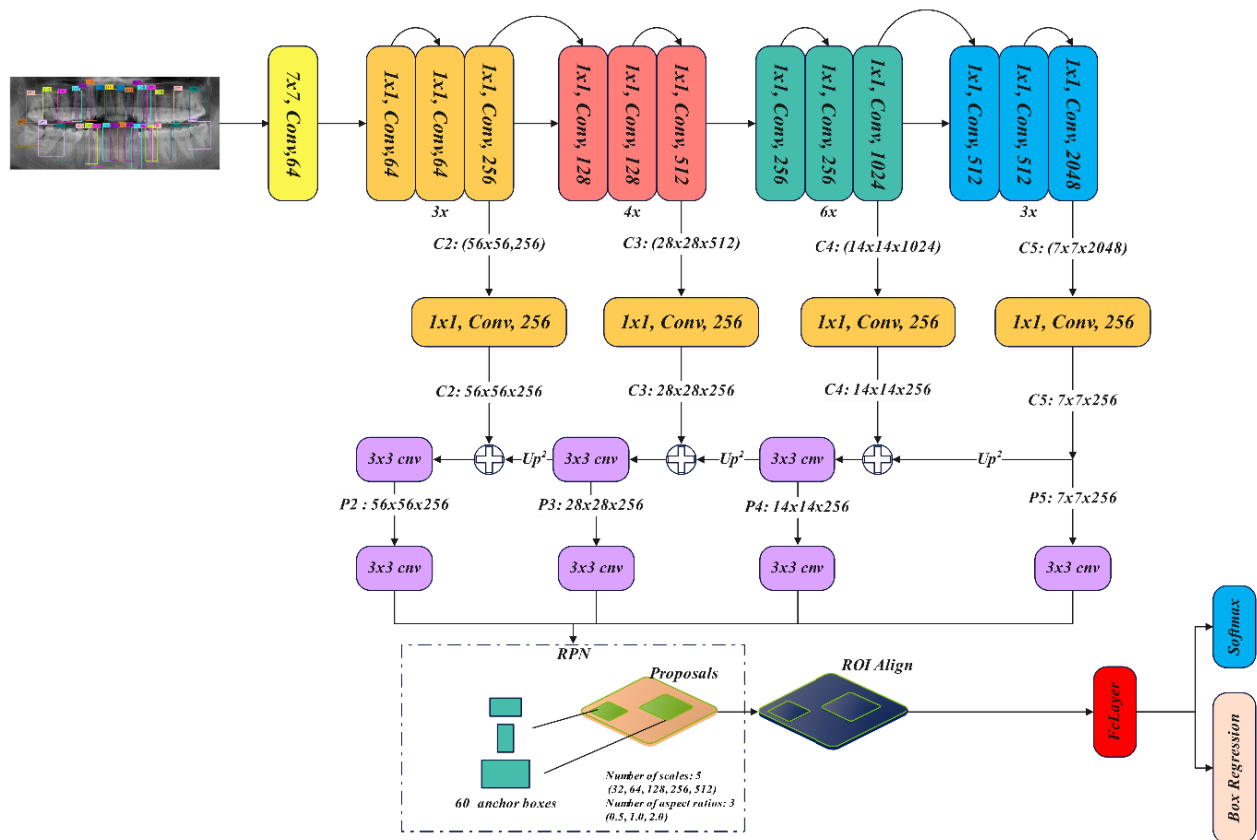 7x7, Conv,64
1x1, Conv,64
1x1, Conv,64
1x1, Conv, 256
1x1, Conv, 128
1x1, Conv, 128
1x1, Conv, 512
1x1, Conv, 256
1x1, Conv, 256
1x1, Conv, 1024
1x1, Conv, 512
1x1, Conv, 512
1x1, Conv, 2048
3x
4x
6x
3x
C2: (56x56,256)
C3: (28x28x512)
C4: (14x14x1024)
C5: (7x7x2048)
1x1, Conv, 256
1x1, Conv, 256
1x1, Conv, 256
1x1, Conv, 256
C2: 56x56x256
C3: 28x28x256
C4: 14x14x256
C5: 7x7x256
3x3 cnv
Up²
3x3 cnv
Up²
3x3 cnv
Up²
P2 : 56x56x256
P3: 28x28x256
P4: 14x14x256
P5: 7x7x256
3x3 cnv
3x3 cnv
3x3 cnv
3x3 cnv
RPN
Proposals
ROI Align
FcLayer
Softmax
Box Regression
60 anchor boxes
Number of scales: 5
(32, 64, 128, 256, 512)
Number of aspect ratios: 3
(0.5, 1.0, 2.0)